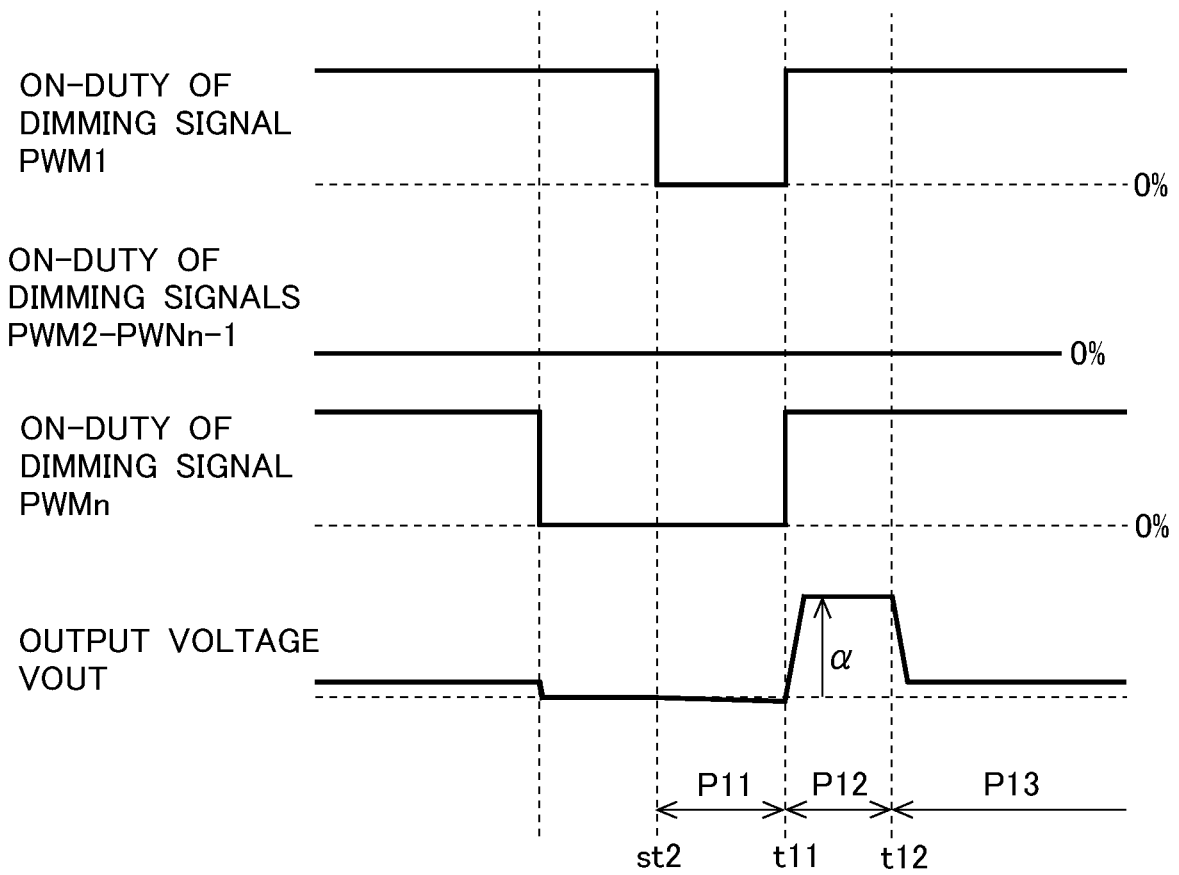 ON-DUTY OF
DIMMING SIGNAL
PWM1
0%
ON-DUTY OF
DIMMING SIGNALS
PWM2-PWNn-1
0%
ON-DUTY OF
DIMMING SIGNAL
PWMn
0%
OUTPUT VOLTAGE
VOUT
α
P11 P12 P13
st2 t11 t12